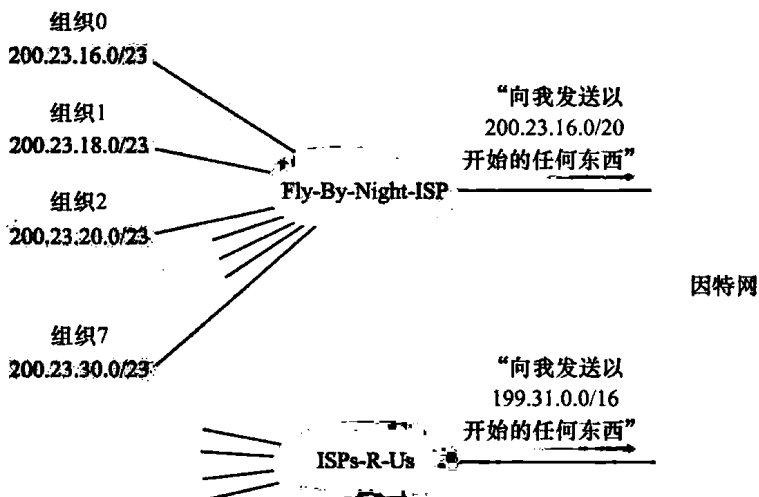 组织0
200.23.16.0/23
组织1
200.23.18.0/23
组织2
200.23.20.0/23
组织7
200.23.30.0/23
Fly-By-Night-ISP
“向我发送以
200.23.16.0/20
开始的任何东西”
因特网
“向我发送以
199.31.0.0/16
开始的任何东西”
ISPs-R-Us